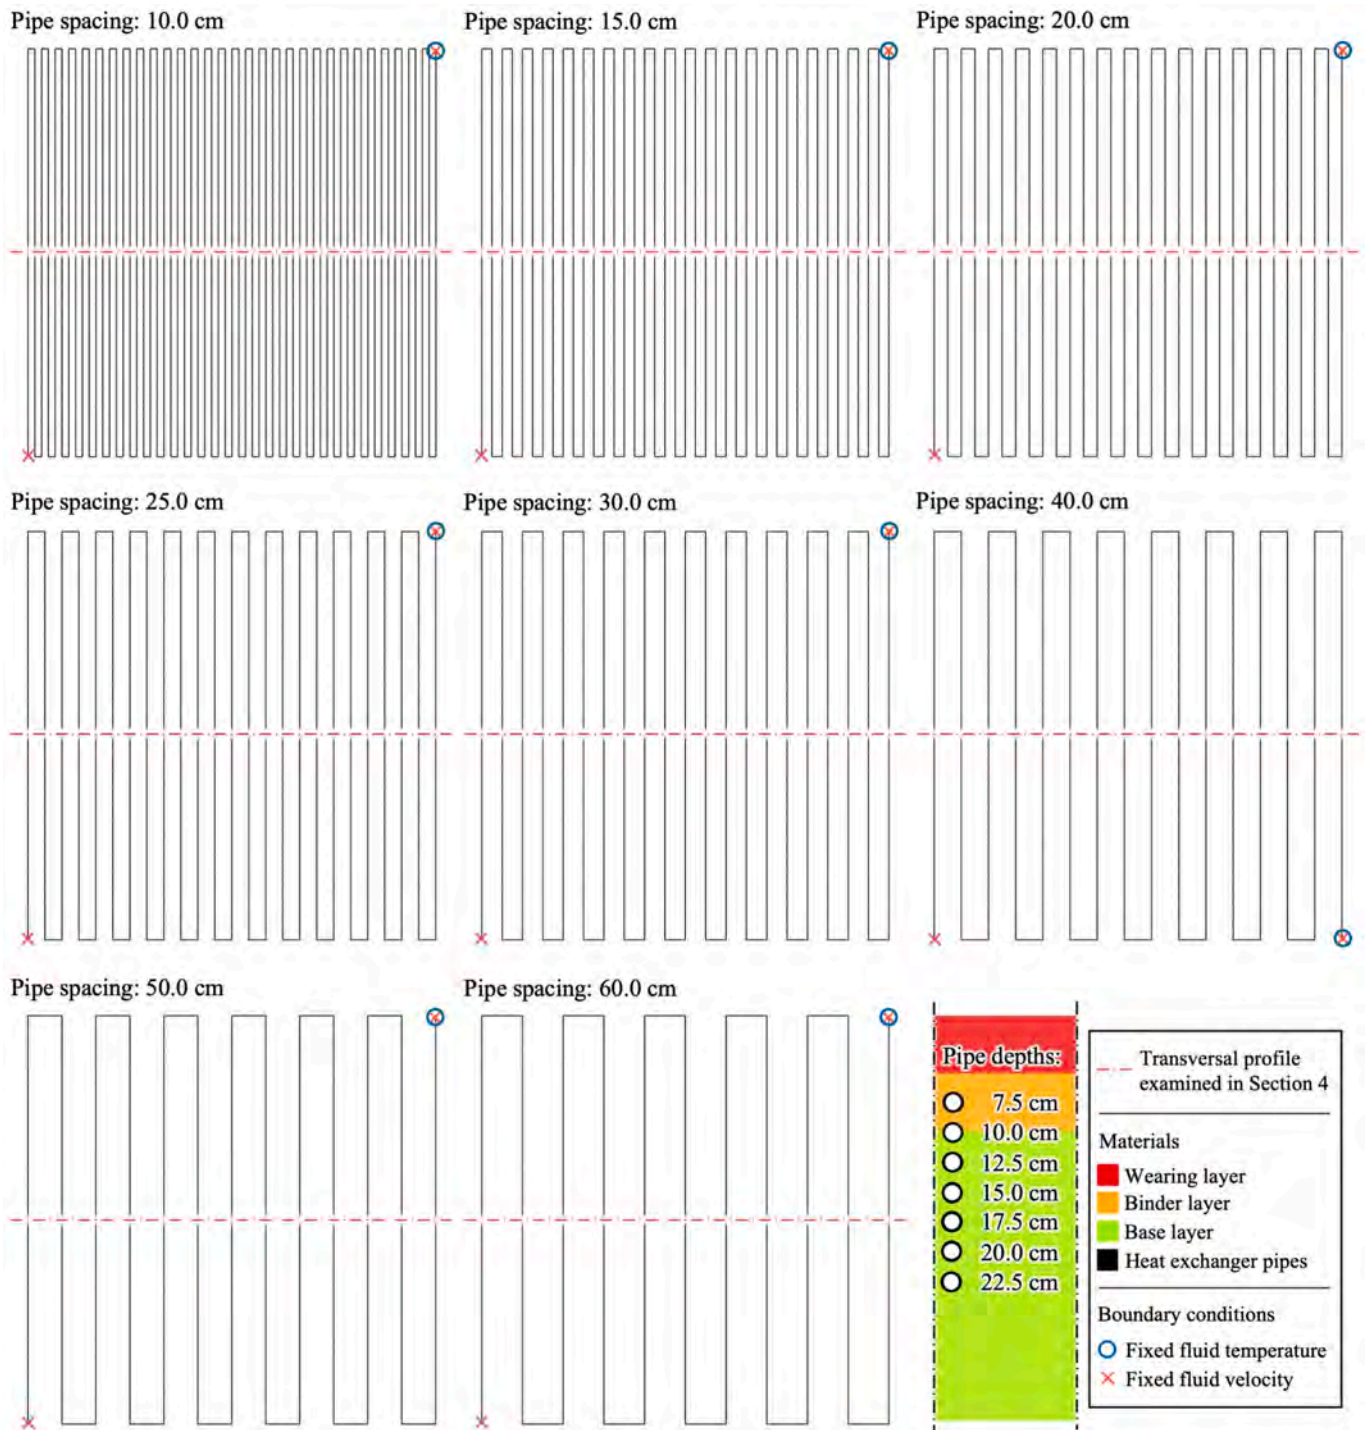 Pipe spacing: 10.0 cm
Pipe spacing: 15.0 cm
Pipe spacing: 20.0 cm
Pipe spacing: 25.0 cm
Pipe spacing: 30.0 cm
Pipe spacing: 40.0 cm
Pipe spacing: 50.0 cm
Pipe spacing: 60.0 cm
Pipe depths:
7.5 cm
10.0 cm
12.5 cm
15.0 cm
17.5 cm
20.0 cm
22.5 cm
Transversal profile
examined in Section 4
Materials
Wearing layer
Binder layer
Base layer
Heat exchanger pipes
Boundary conditions
Fixed fluid temperature
Fixed fluid velocity